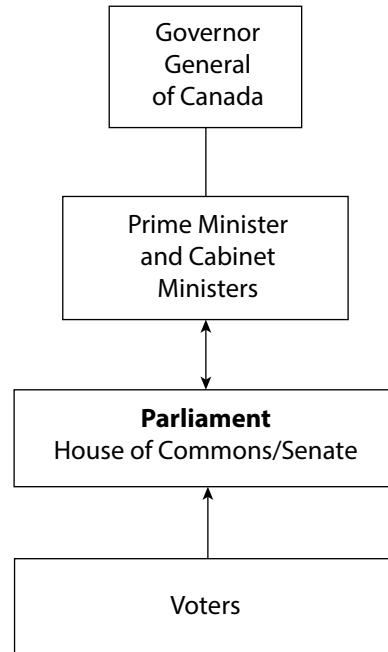 Governor
General
of Canada
Prime Minister
and Cabinet
Ministers
Parliament
House of Commons/Senate
Voters